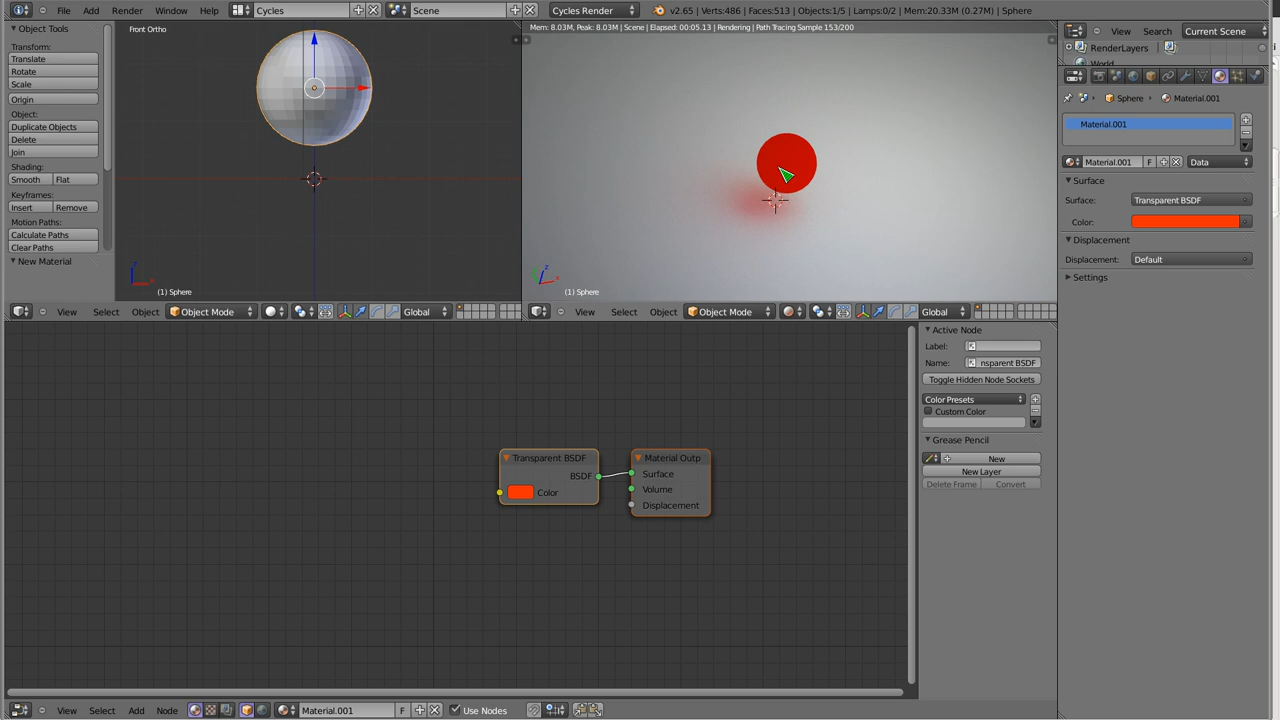 File Add Render Window Help Cycles Scene Cycles Render v2.65 | Verts:486 | Faces:513 | Objects:1/5 | Lamps:0/2 | Mem:20.33M (0.27M) | Sphere
Object Tools
Transform:
Translate
Rotate
Scale
Origin
Object:
Duplicate Objects
Delete
Join
Shading:
Smooth Flat
Keyframes:
Insert Remove
Motion Paths:
Calculate Paths
Clear Paths
New Material
Front Ortho
(1) Sphere
Select Object Object Mode Global
View
Mem: 8.03M, Peak: 8.03M | Scene | Elapsed: 00:05.13 | Rendering | Path Tracing Sample 153/200
(1) Sphere
View Select Object Object Mode Global
View Search Current Scene
RenderLayers
World
Sphere Material.001
Material.001
Material.001 F Data
Surface
Surface: Transparent BSDF
Color:
Displacement
Displacement: Default
Settings
Transparent BSDF
BSDF
Color
Material Outp
Surface
Volume
Displacement
Active Node
Label:
Name: nsparent BSDF
Toggle Hidden Node Sockets
Color Presets
Custom Color
Grease Pencil
New
New Layer
Delete Frame Convert
View Select Add Node Material.001 F Use Nodes